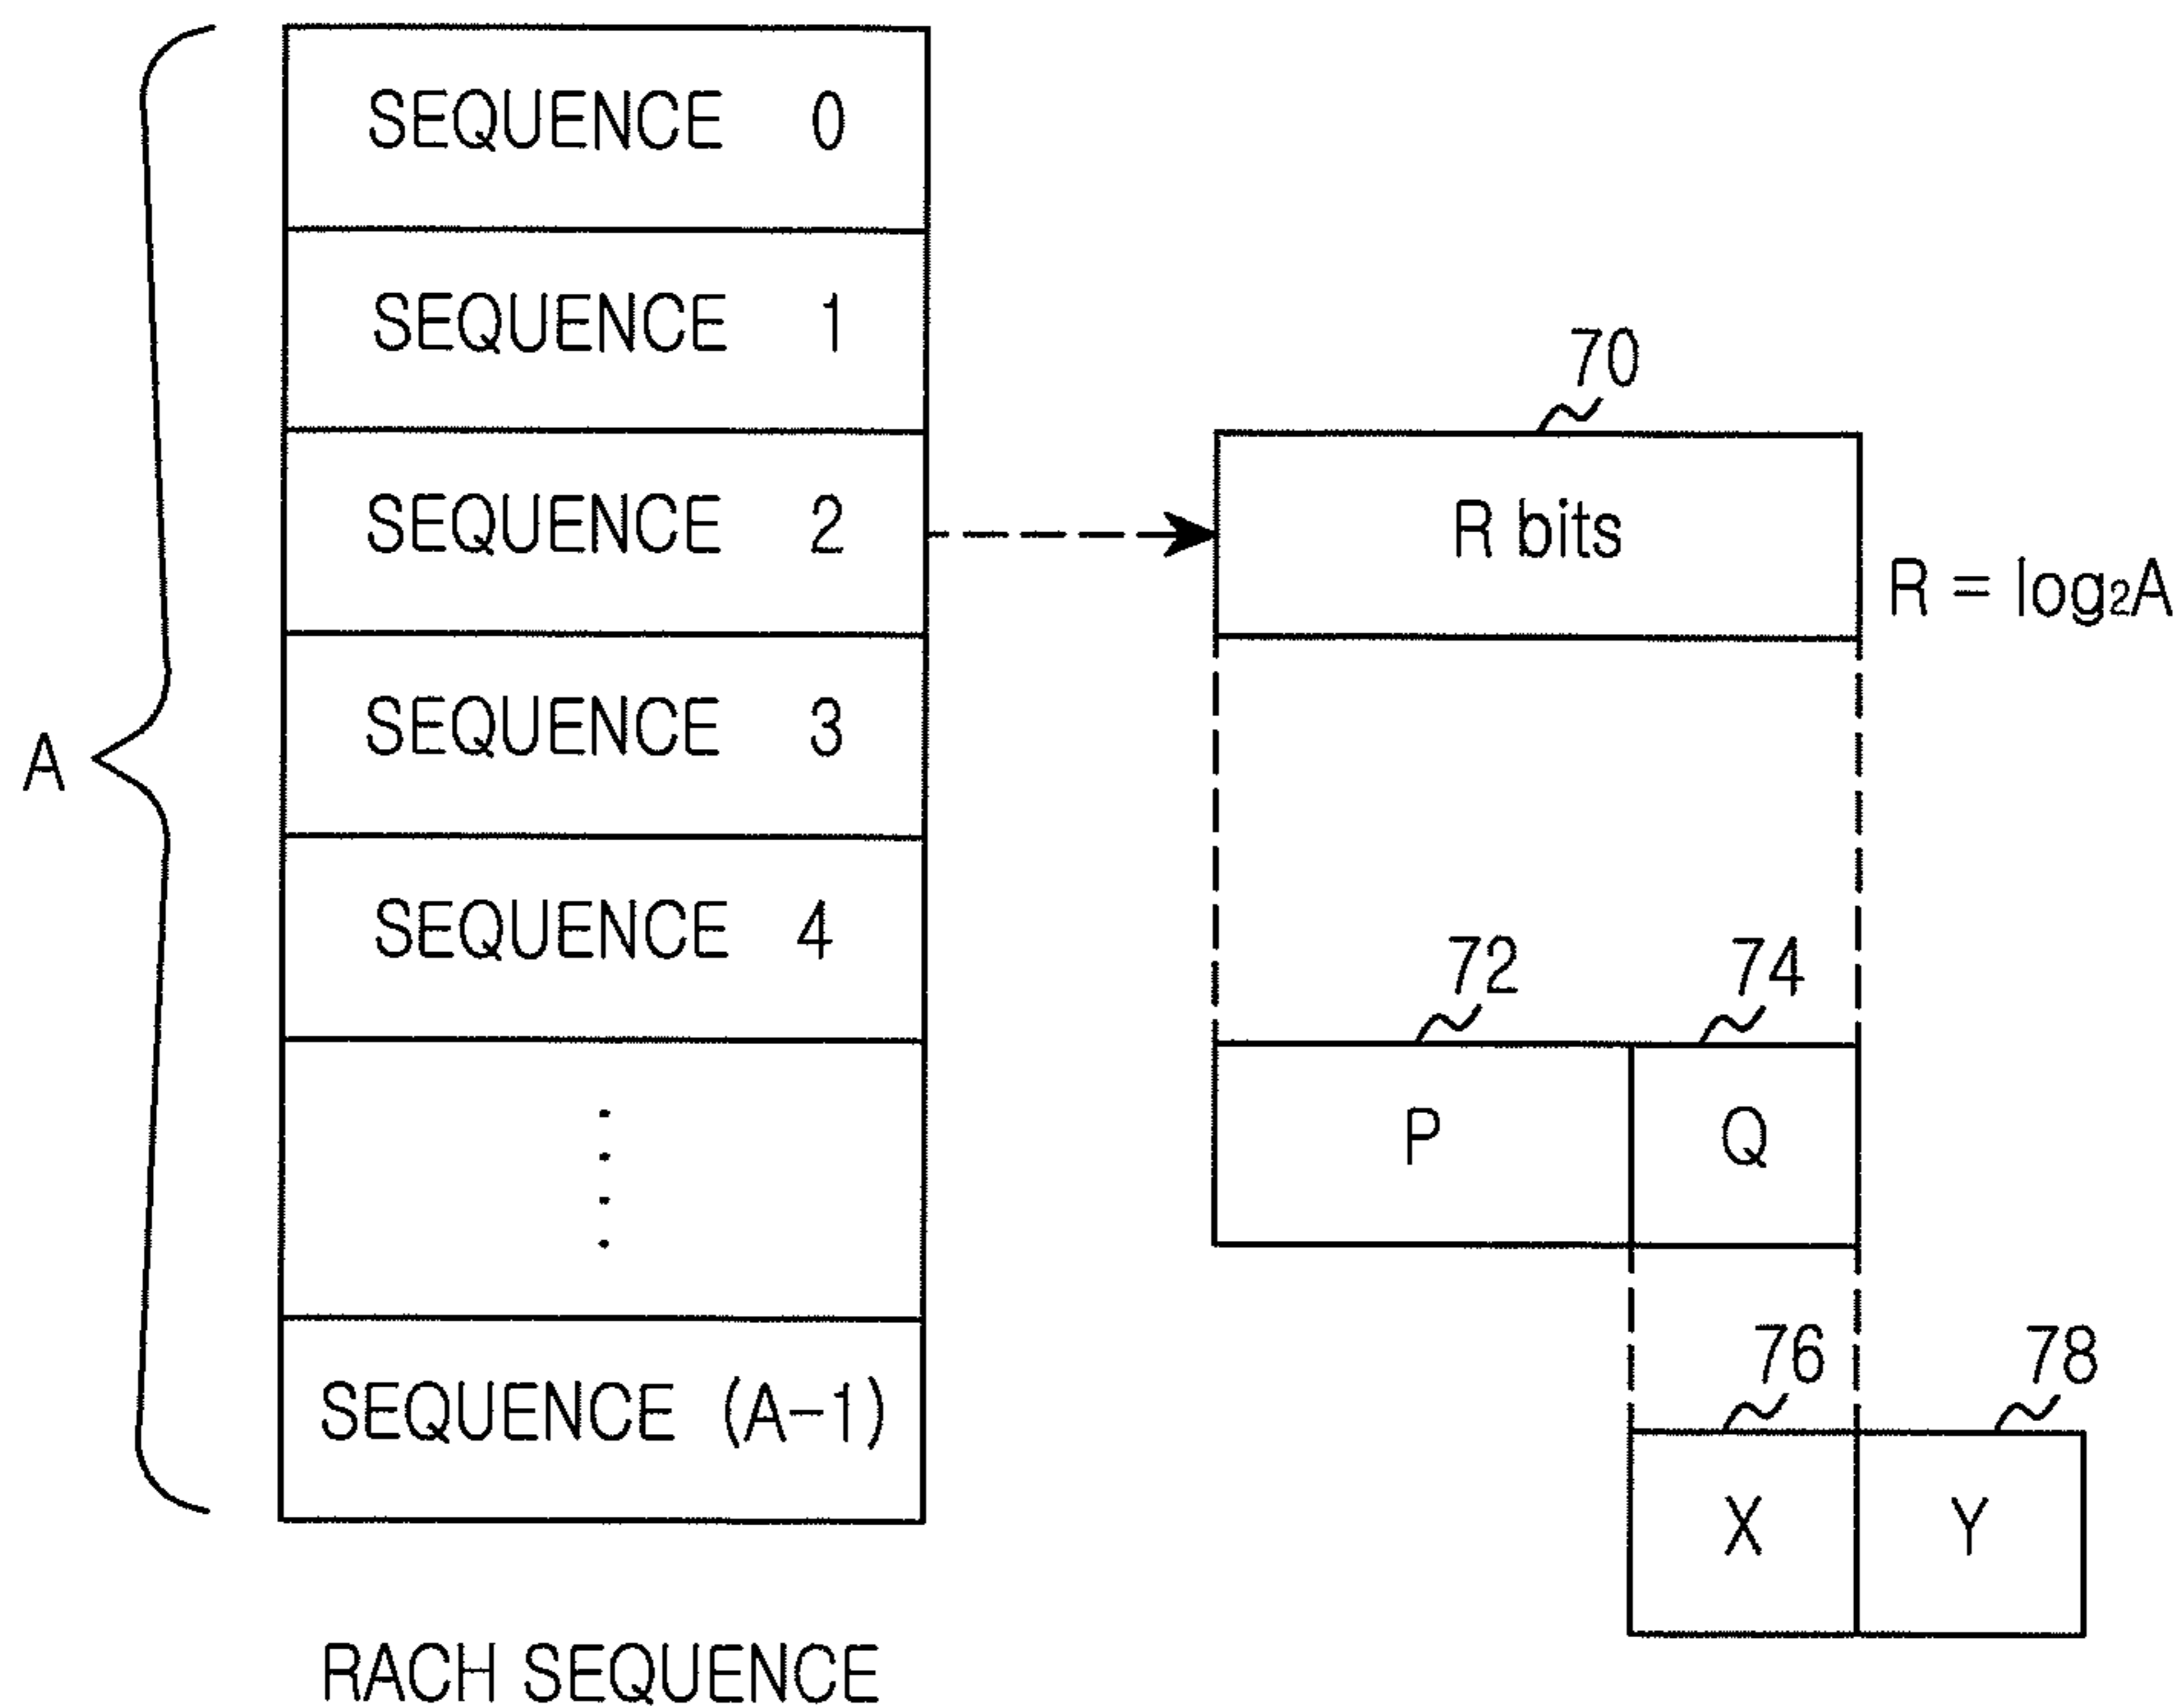 A
SEQUENCE 0
SEQUENCE 1
SEQUENCE 2
SEQUENCE 3
SEQUENCE 4
SEQUENCE (A-1)
RACH SEQUENCE
70
R bits
R = log₂A
72
74
P
Q
76
78
X
Y